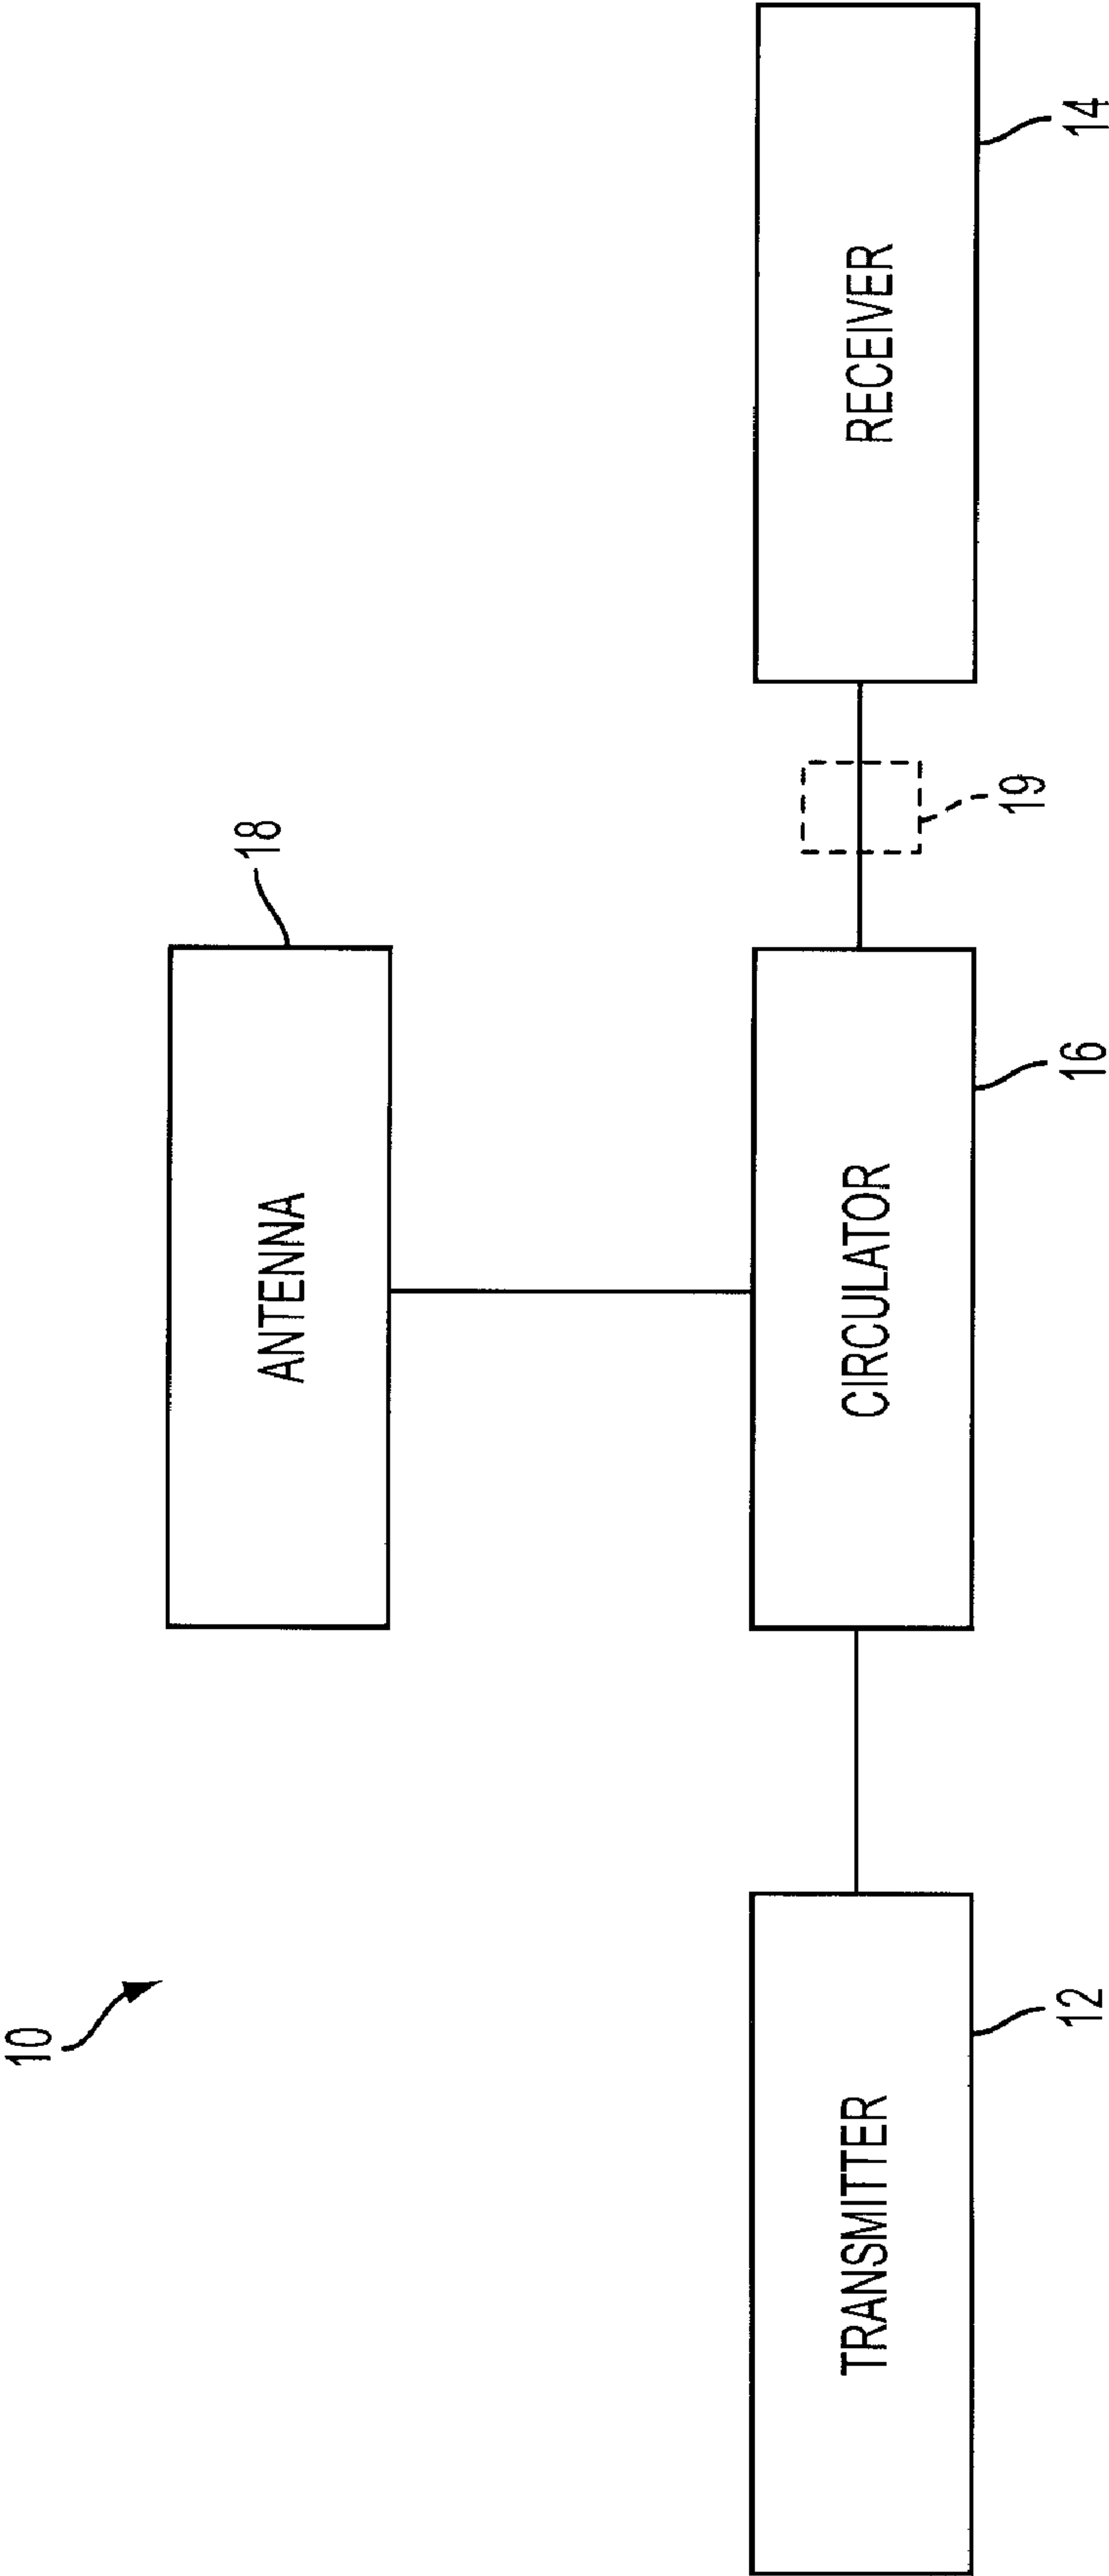 10
18
ANTENNA
19
TRANSMITTER
CIRCULATOR
RECEIVER
12
16
14